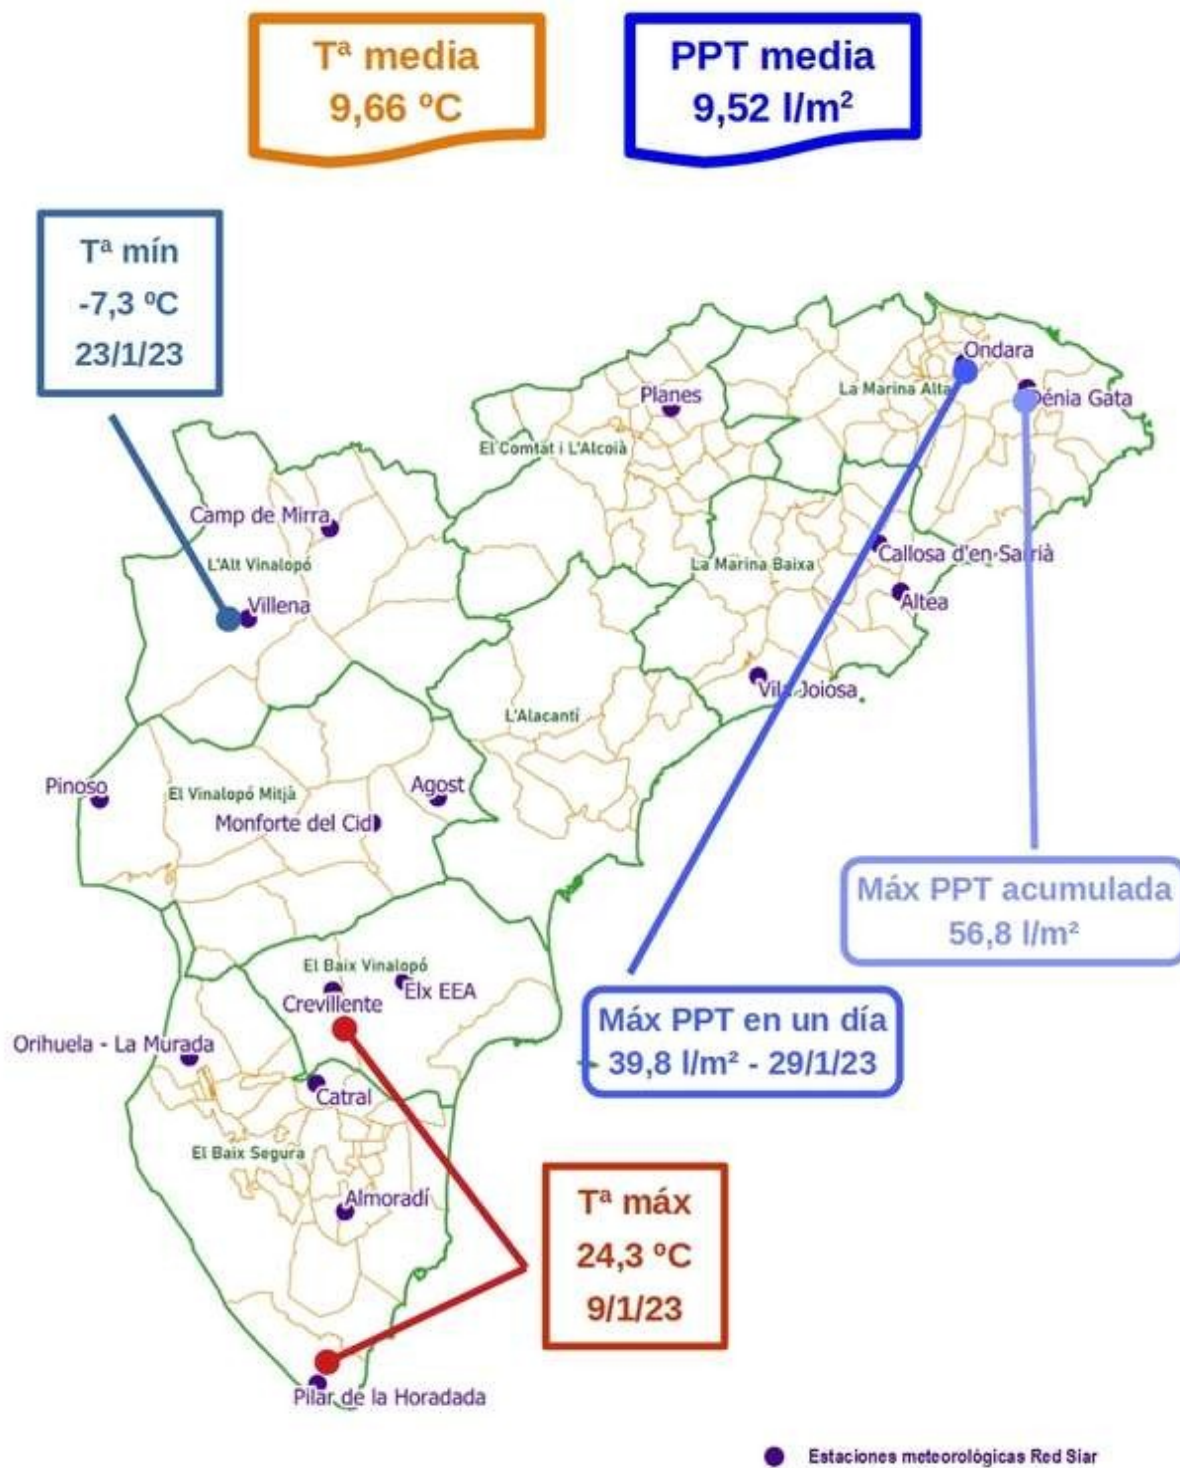 Tª media
9,66 ºC
PPT media
9,52 l/m²
Tª mín
-7,3 ºC
23/1/23
Ondara
La Marina Alta
Dénia Gata
Planes
El Comtat i L'Alcoià
Camp de Mirra
L'Alt Vinalopó
Villena
Callosa d'en Sarrià
La Marina Baixa
Altea
Vila Joiosa
L'Alacantí
Pinoso
El Vinalopó Mitjà
Agost
Monforte del Cid
Máx PPT acumulada
56,8 l/m²
El Baix Vinalopó
Elx EEA
Crevillente
Máx PPT en un día
39,8 l/m² - 29/1/23
Orihuela - La Murada
Catral
El Baix Segura
Almoradí
Tª máx
24,3 ºC
9/1/23
Pilar de la Horadada
Estaciones meteorológicas Red Siar